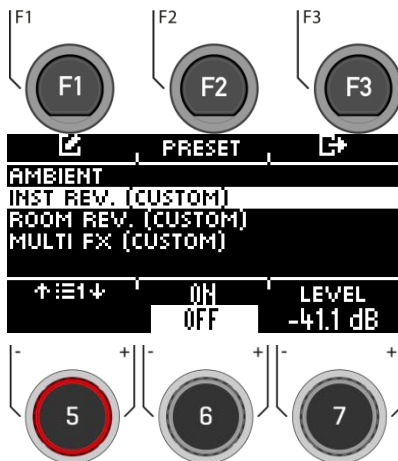 F1 F2 F3
F1 F2 F3
PRESET
AMBIENT
INST REV. (CUSTOM)
ROOM REV. (CUSTOM)
MULTI FX (CUSTOM)
↑≔1↓ ON LEVEL
OFF -41.1 dB
- + - + - +
5 6 7